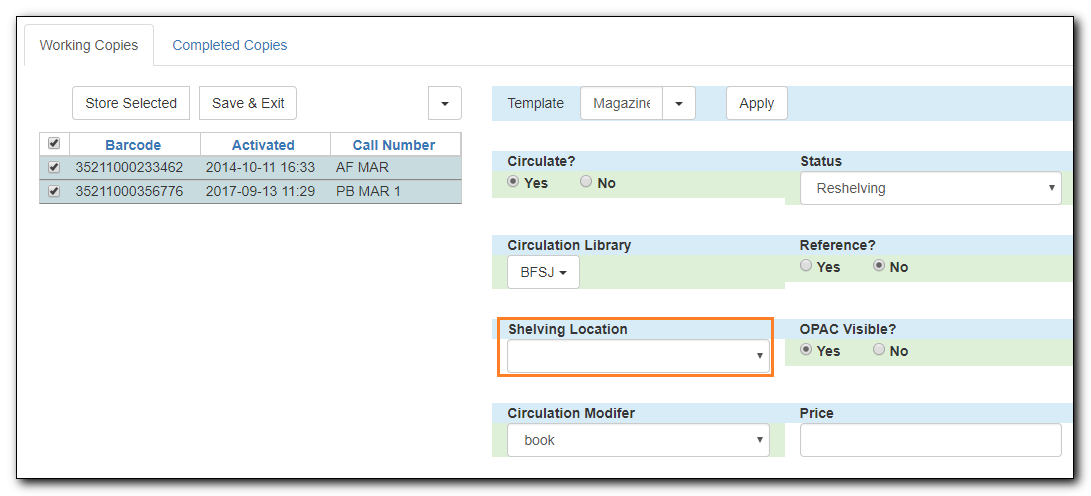 Working Copies Completed Copies
Store Selected Save & Exit
Barcode Activated Call Number
35211000233462 2014-10-11 16:33 AF MAR
35211000356776 2017-09-13 11:29 PB MAR 1
Template Magazine Apply
Circulate? Status
Yes No Reshelving
Circulation Library Reference?
BFSJ Yes No
Shelving Location OPAC Visible?
Yes No
Circulation Modifer Price
book